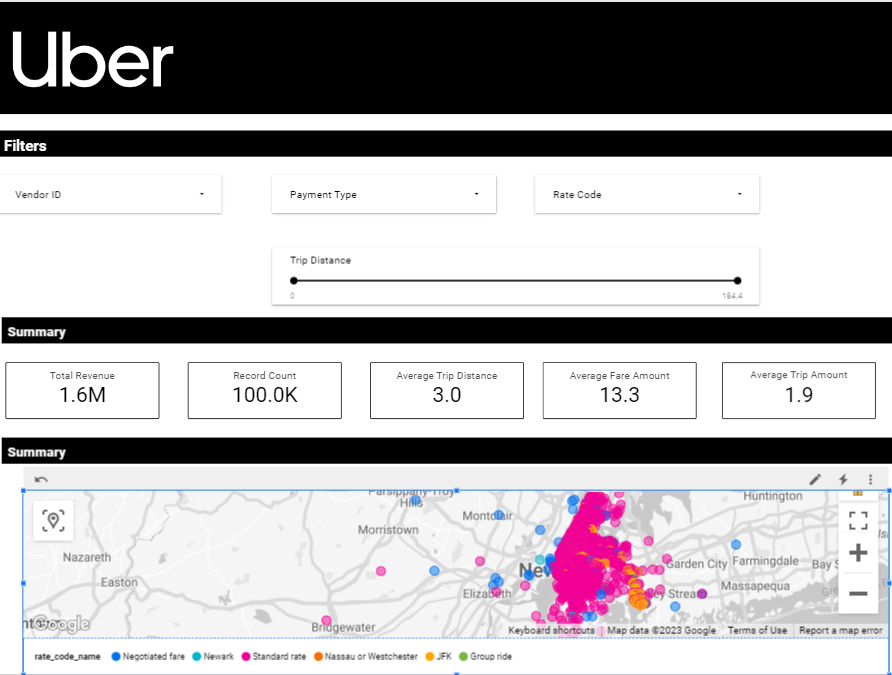 Uber
Filters
Vendor ID
Payment Type
Rate Code
Trip Distance
0
184.4
Summary
Total Revenue
1.6M
Record Count
100.0K
Average Trip Distance
3.0
Average Fare Amount
13.3
Average Trip Amount
1.9
Summary
Parsippany-Troy
Hills
Huntington
Montclair
Morristown
Nazareth
Garden City
Farmingdale
Bay S
Easton
Elizabeth
Massapequa
Google
Bridgewater
Keyboard shortcuts
Map data ©2023 Google
Terms of Use
Report a map error
rate_code_name
Negotiated fare
Newark
Standard rate
Nassau or Westchester
JFK
Group ride